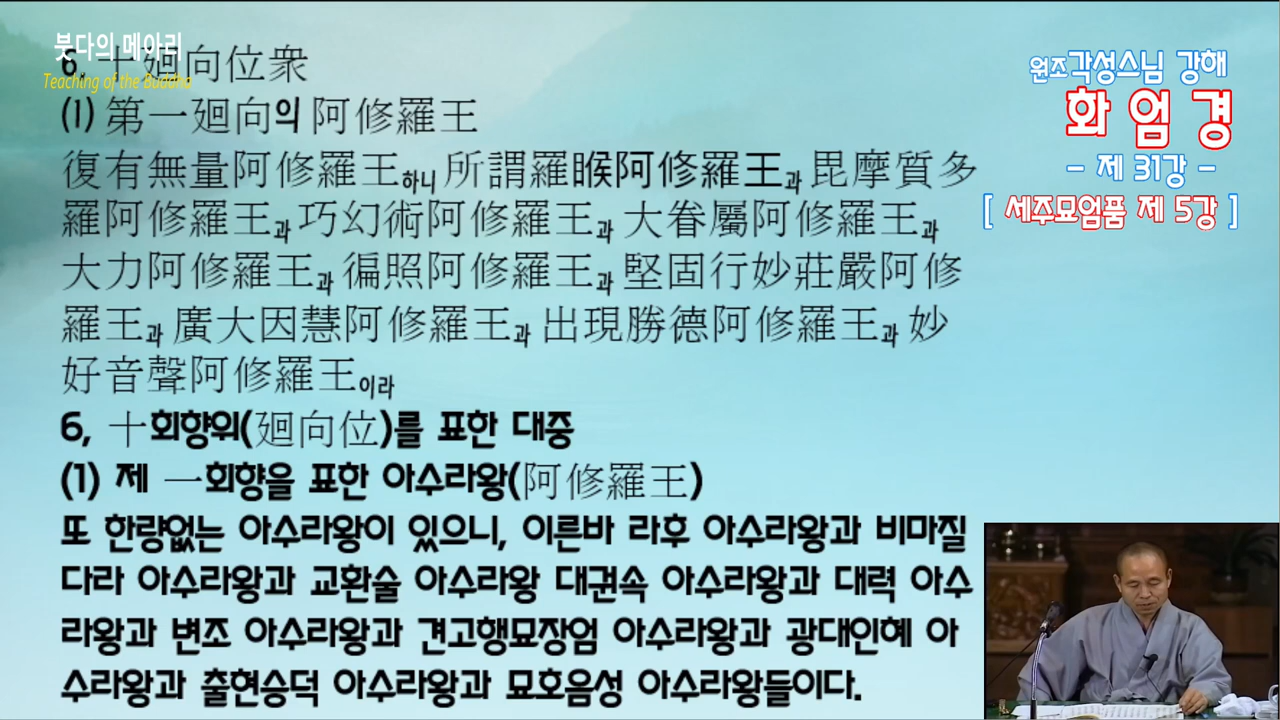 붓다의 메아리
Teaching of the Buddha
6, 十廻向位衆
(1) 第一廻向의 阿修羅王
復有無量阿修羅王하니 所謂羅睺阿修羅王과 毘摩質多
羅阿修羅王과 巧幻術阿修羅王과 大眷屬阿修羅王과
大力阿修羅王과 徧照阿修羅王과 堅固行妙莊嚴阿修
羅王과 廣大因慧阿修羅王과 出現勝德阿修羅王과 妙
好音聲阿修羅王이라
6, 十회향위(廻向位)를 표한 대중
(1) 제 一회향을 표한 아수라왕(阿修羅王)
또 한량없는 아수라왕이 있으니, 이른바 라후 아수라왕과 비마질
다라 아수라왕과 교환술 아수라왕 대권속 아수라왕과 대력 아수
라왕과 변조 아수라왕과 견고행묘장엄 아수라왕과 광대인혜 아
수라왕과 출현승덕 아수라왕과 묘호음성 아수라왕들이다.
원조각성스님 강해
화 엄 경
- 제 31강 -
[ 세주묘엄품 제 5강 ]